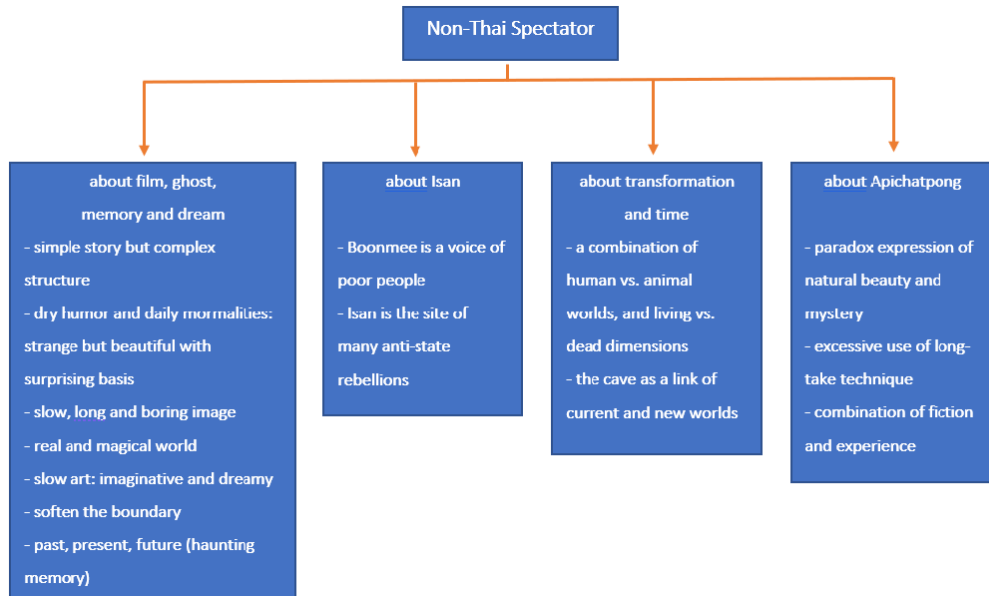 Non-Thai Spectator
about film, ghost,
memory and dream
- simple story but complex
structure
- dry humor and daily mormalities:
strange but beautiful with
surprising basis
- slow, long and boring image
- real and magical world
- slow art: imaginative and dreamy
- soften the boundary
- past, present, future (haunting
memory)
about Isan
- Boonmee is a voice of
poor people
- Isan is the site of
many anti-state
rebellions
about transformation
and time
- a combination of
human vs. animal
worlds, and living vs.
dead dimensions
- the cave as a link of
current and new worlds
about Apichatpong
- paradox expression of
natural beauty and
mystery
- excessive use of long-
take technique
- combination of fiction
and experience